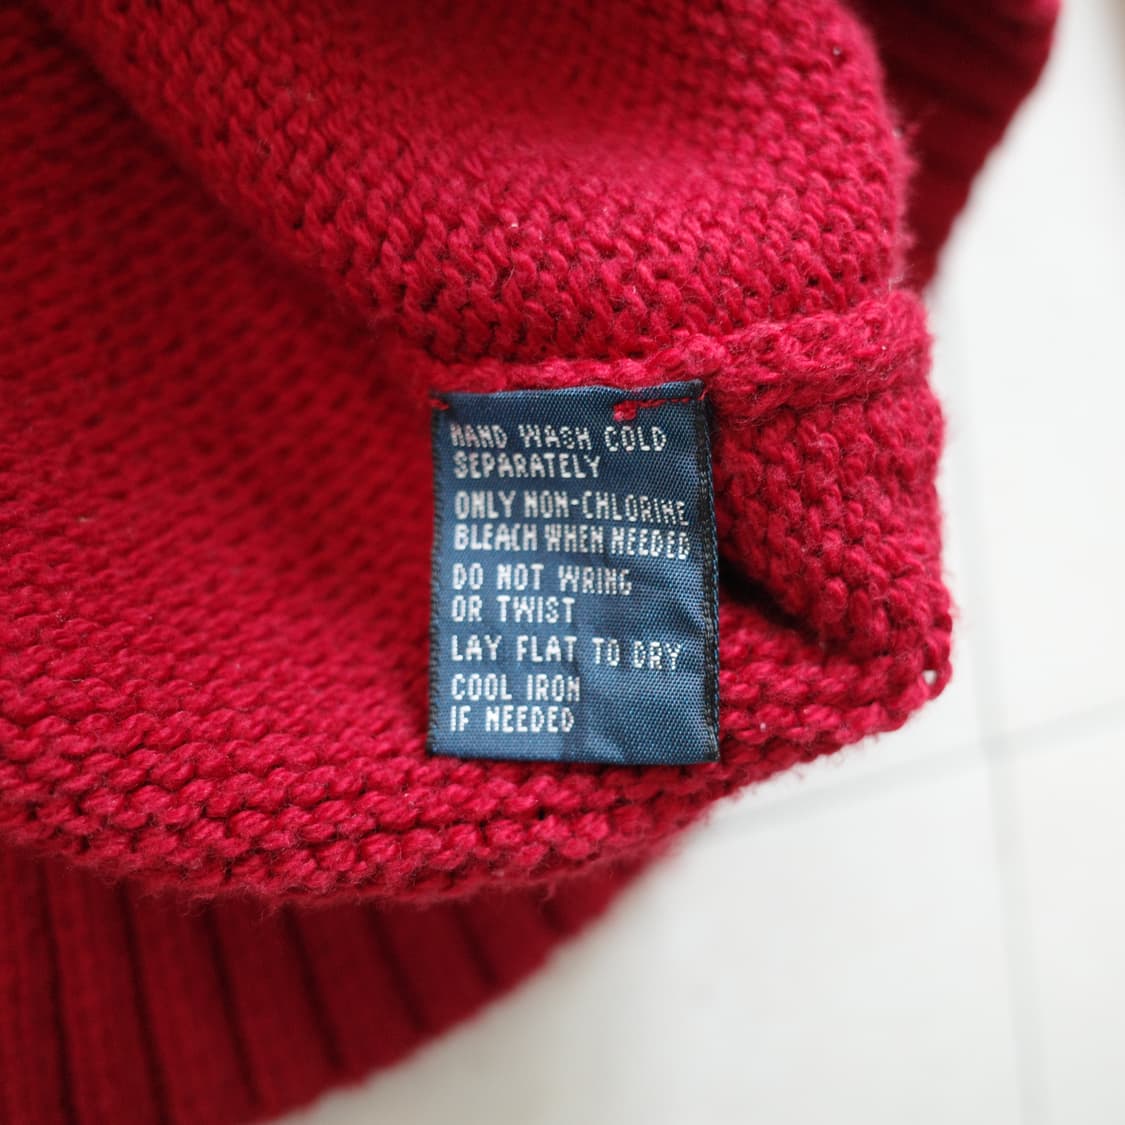 HAND WASH COLD
SEPARATELY
ONLY NON-CHLORINE
BLEACH WHEN NEEDED
DO NOT WRING
OR TWIST
LAY FLAT TO DRY
COOL IRON
IF NEEDED